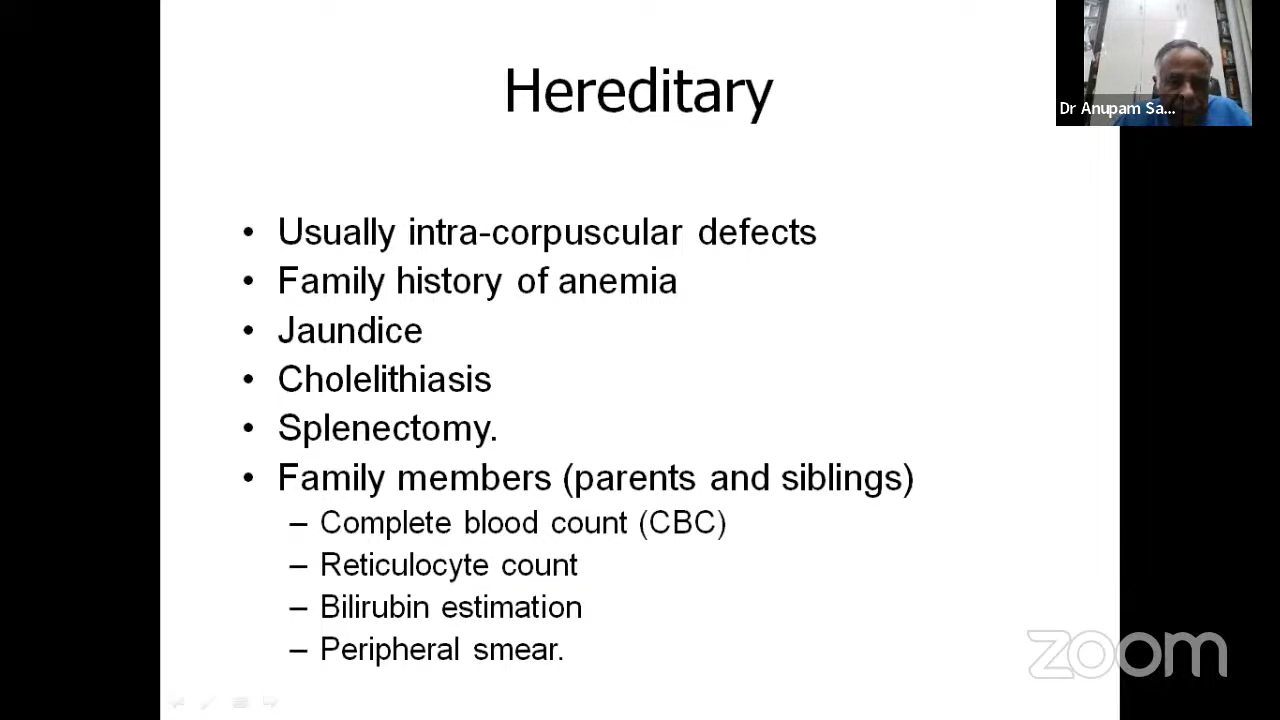 Hereditary
Dr Anupam Sa...
• Usually intra-corpuscular defects
• Family history of anemia
• Jaundice
• Cholelithiasis
• Splenectomy.
• Family members (parents and siblings)
– Complete blood count (CBC)
– Reticulocyte count
– Bilirubin estimation
– Peripheral smear.
zoom